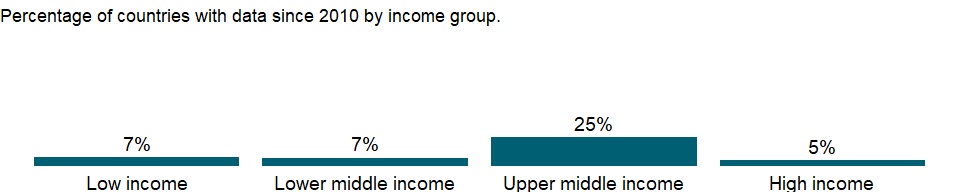 Percentage of countries with data since 2010 by income group.
25%
7% 7% 5%
Low income Lower middle income Upper middle income High income